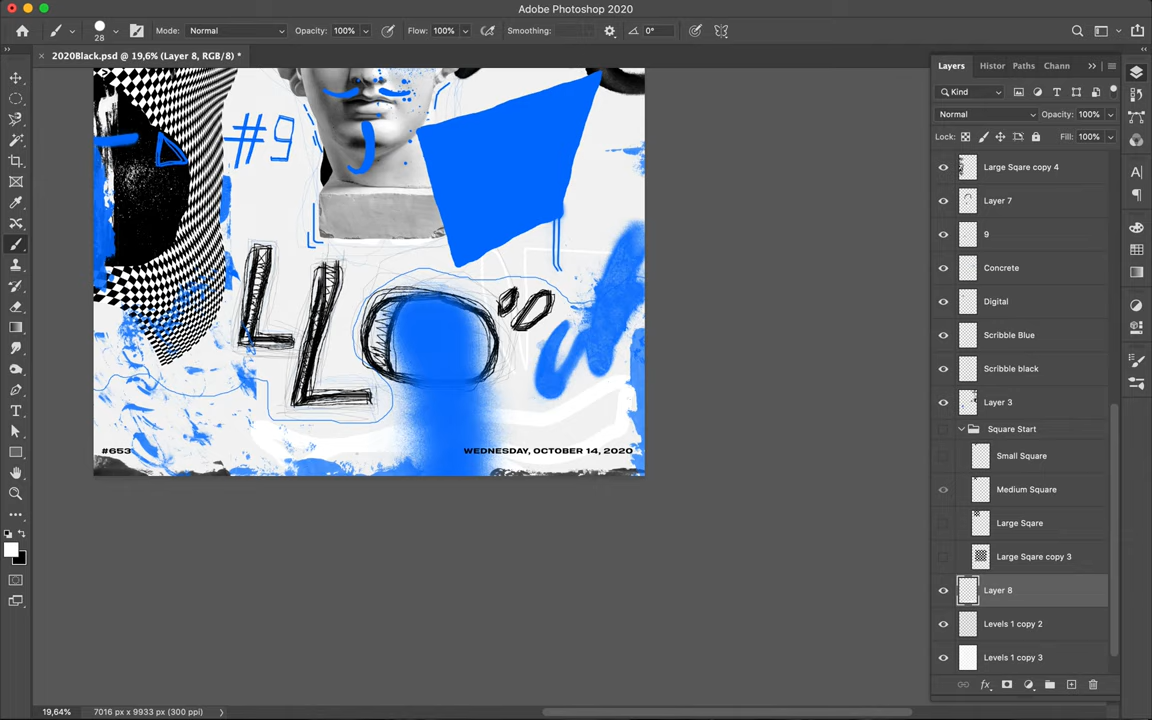 Adobe Photoshop 2020
28
Mode: Normal
Opacity: 100%
Flow: 100%
Smoothing:
0°
2020Black.psd @ 19,6% (Layer 8, RGB/8) *
Layers
Histor
Paths
Chann
Kind
Normal
Opacity: 100%
Lock:
Fill: 100%
Large Sqare copy 4
Layer 7
9
Concrete
Digital
Scribble Blue
Scribble black
Layer 3
Square Start
Small Square
Medium Square
Large Sqare
Large Sqare copy 3
Layer 8
Levels 1 copy 2
Levels 1 copy 3
#9
LLO
#653
WEDNESDAY, OCTOBER 14, 2020
19,64%
7016 px x 9933 px (300 ppi)